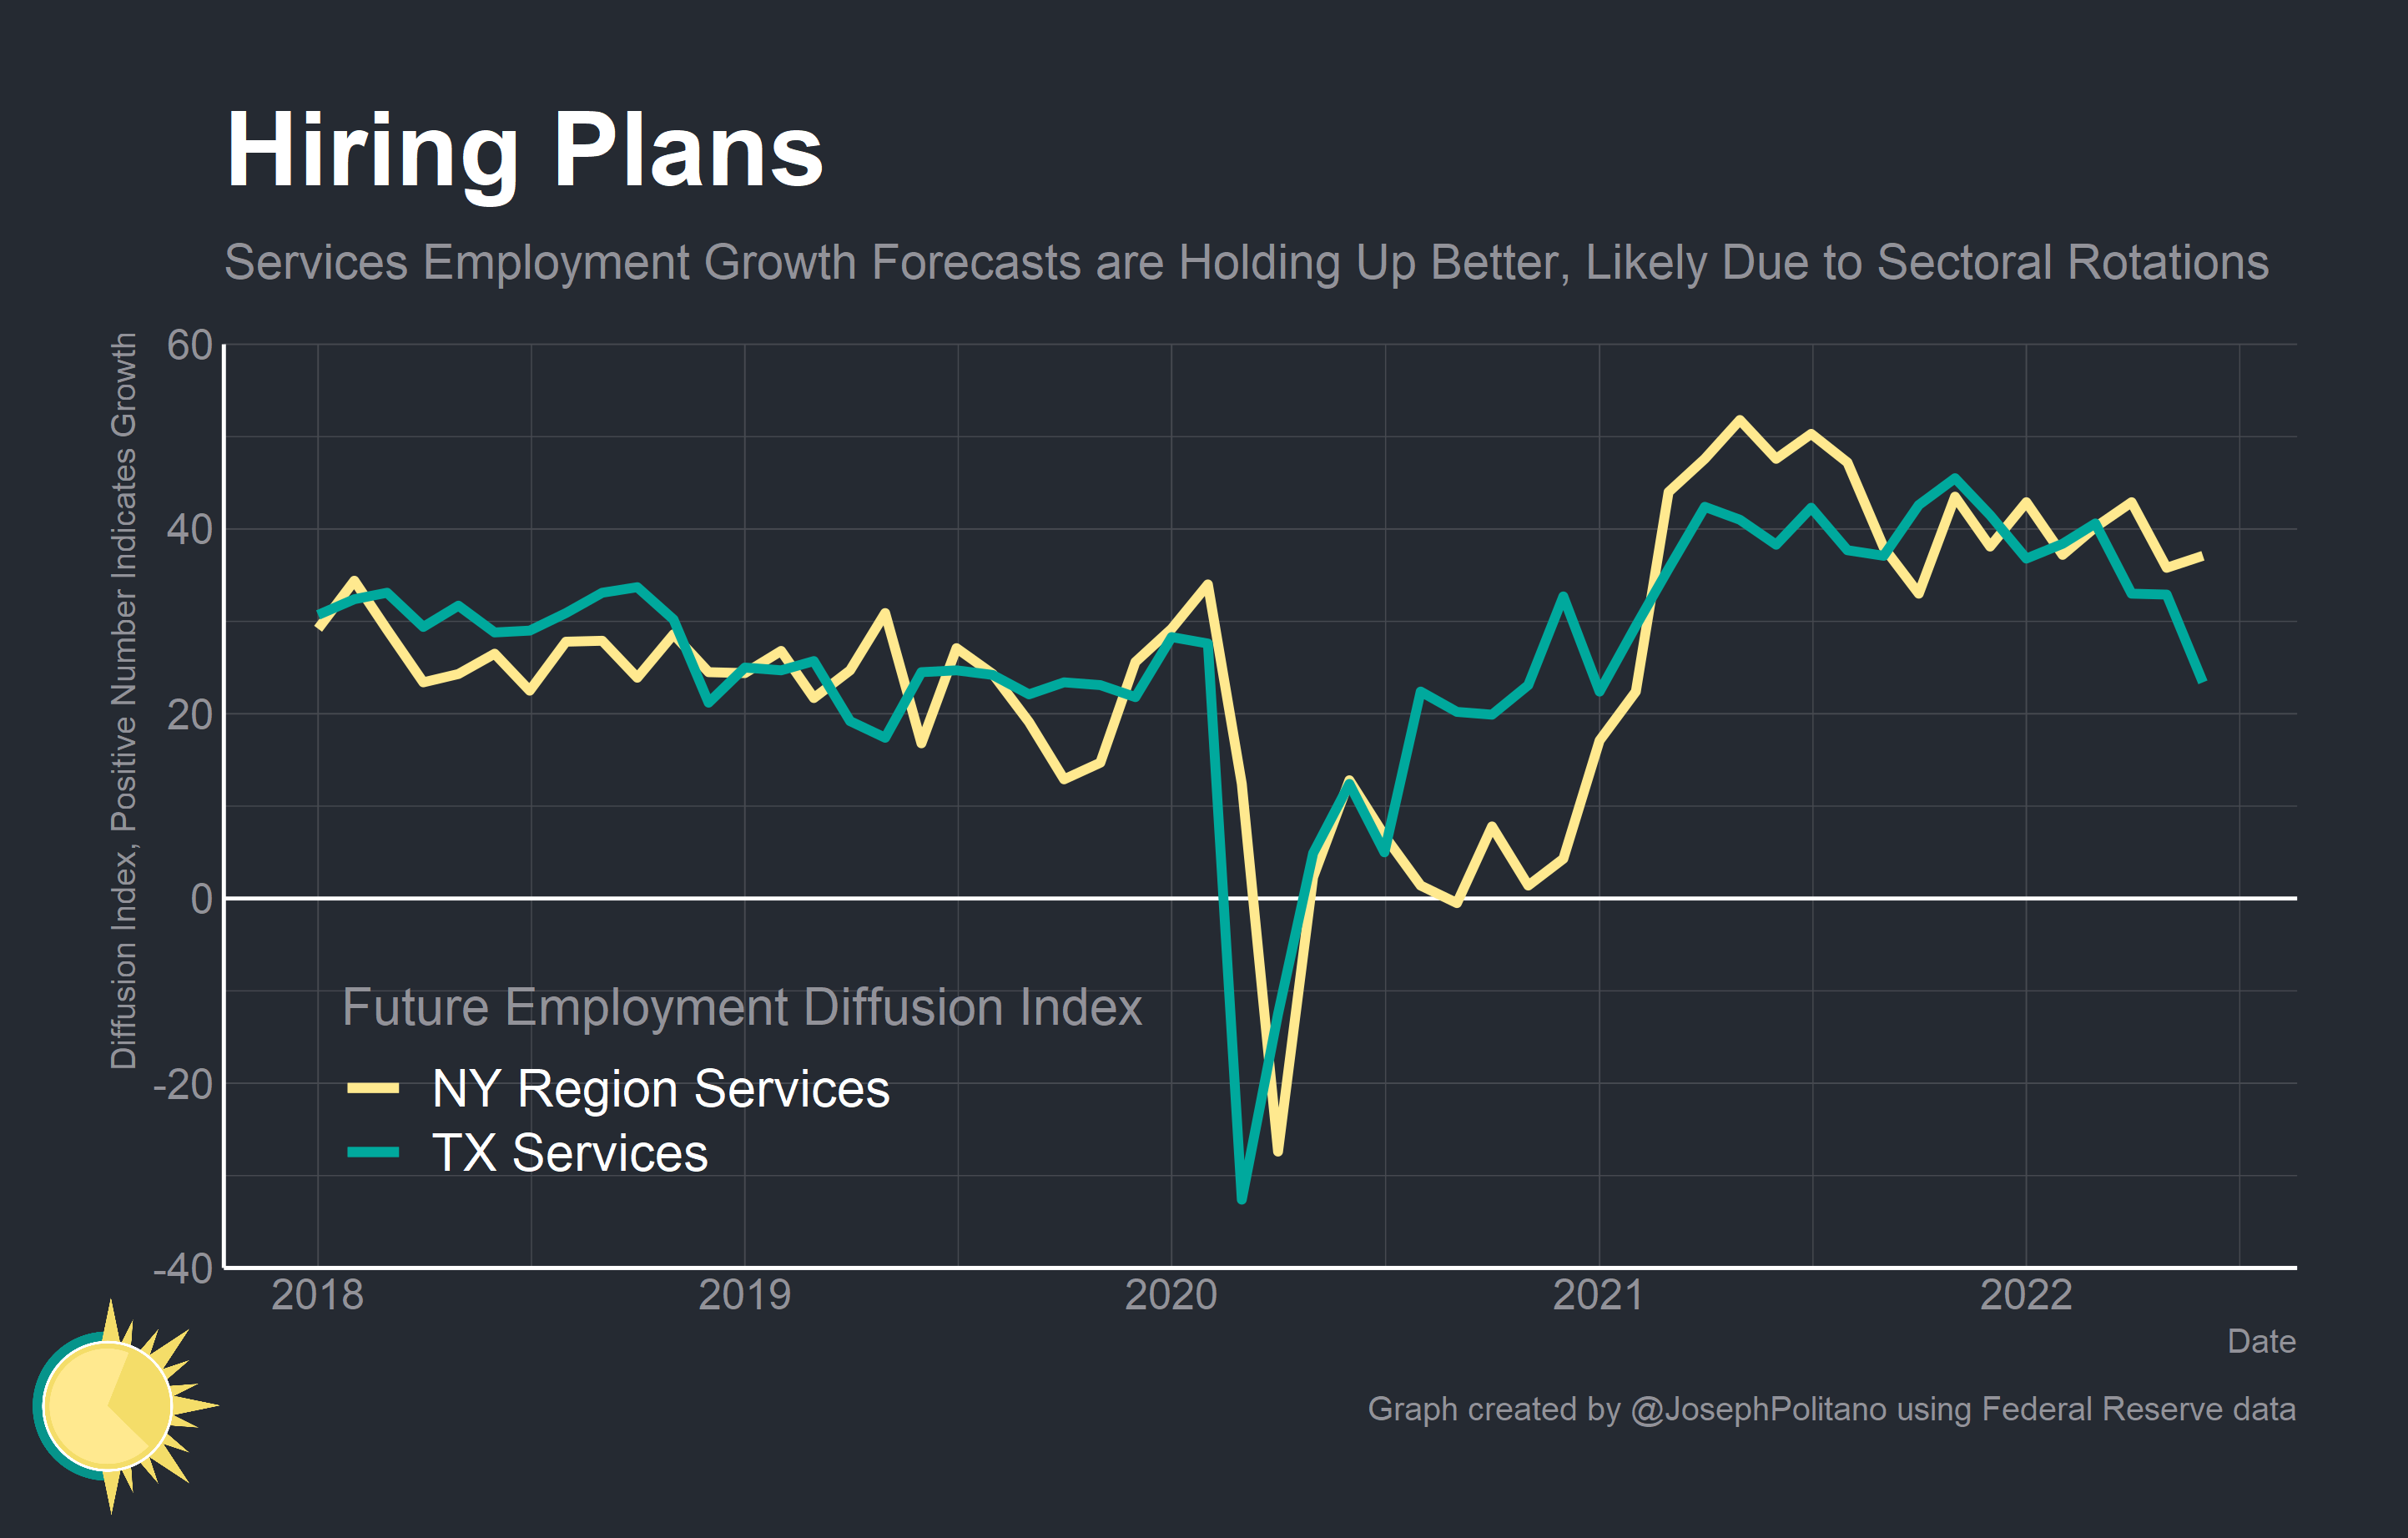 Hiring Plans
Services Employment Growth Forecasts are Holding Up Better, Likely Due to Sectoral Rotations
Diffusion Index, Positive Number Indicates Growth
60
40
20
0
-20
-40
Future Employment Diffusion Index
NY Region Services
TX Services
2018
2019
2020
2021
2022
Date
Graph created by @JosephPolitano using Federal Reserve data